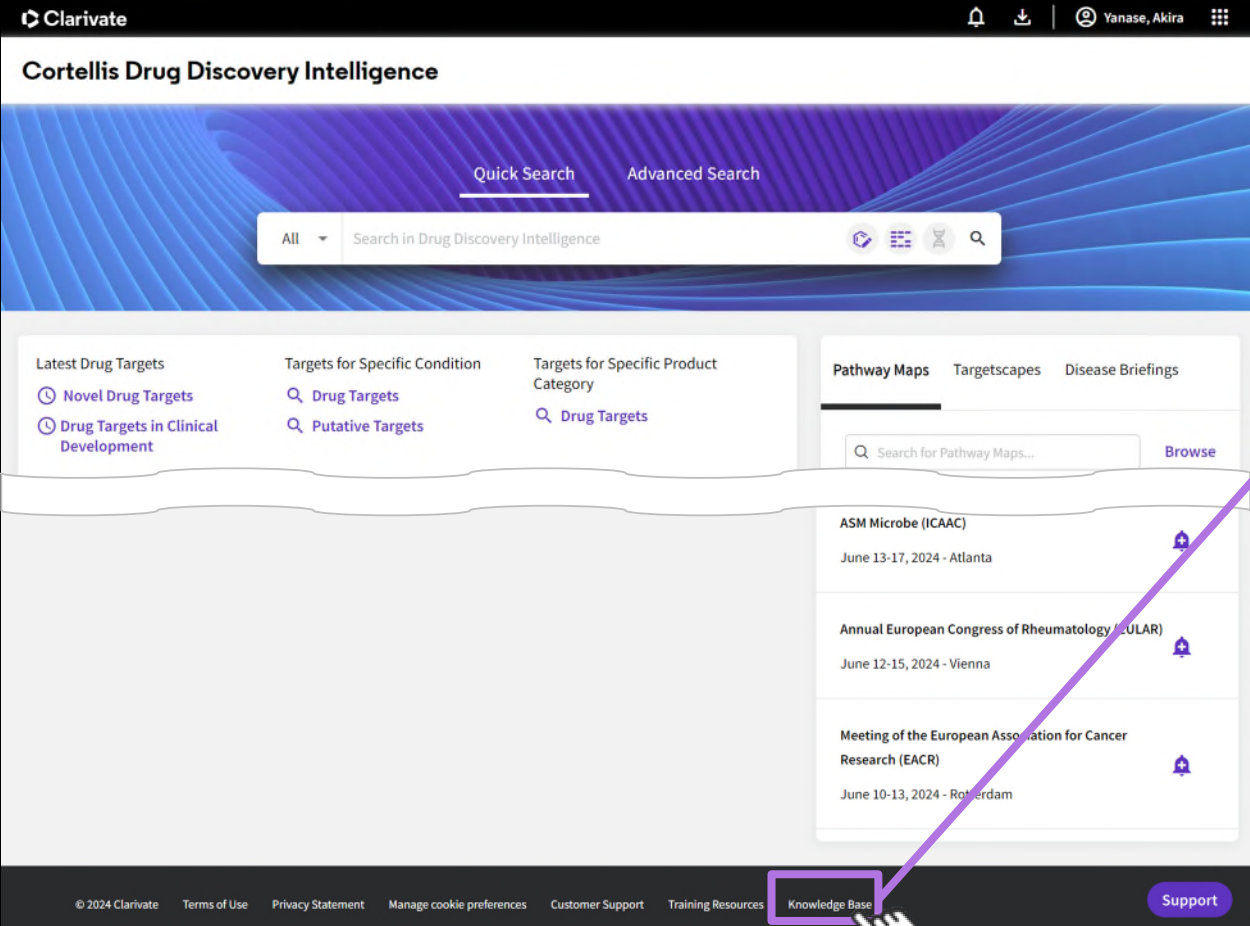 Clarivate
Yanase, Akira
Cortellis Drug Discovery Intelligence
Quick Search
Advanced Search
All
Search in Drug Discovery Intelligence
Latest Drug Targets
Novel Drug Targets
Drug Targets in Clinical
Development
Targets for Specific Condition
Drug Targets
Putative Targets
Targets for Specific Product
Category
Drug Targets
Pathway Maps
Targetscapes
Disease Briefings
Search for Pathway Maps...
Browse
ASM Microbe (ICAAC)
June 13-17, 2024 - Atlanta
Annual European Congress of Rheumatology (EULAR)
June 12-15, 2024 - Vienna
Meeting of the European Association for Cancer
Research (EACR)
June 10-13, 2024 - Rotterdam
© 2024 Clarivate
Terms of Use
Privacy Statement
Manage cookie preferences
Customer Support
Training Resources
Knowledge Base
Support